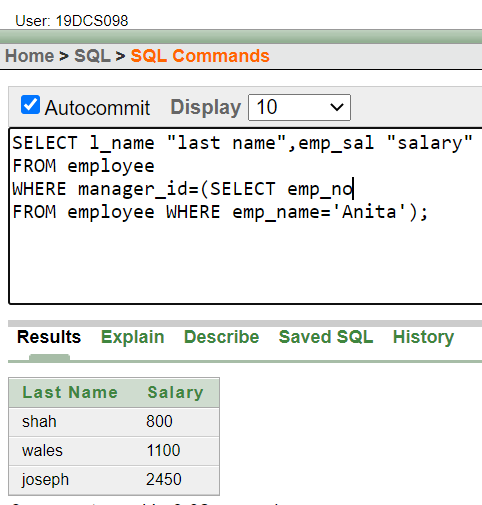 User: 19DCS098
Home > SQL > SQL Commands
Autocommit Display 10
SELECT l_name "last name",emp_sal "salary"
FROM employee
WHERE manager_id=(SELECT emp_no
FROM employee WHERE emp_name='Anita');
Results Explain Describe Saved SQL History
Last Name Salary
shah 800
wales 1100
joseph 2450